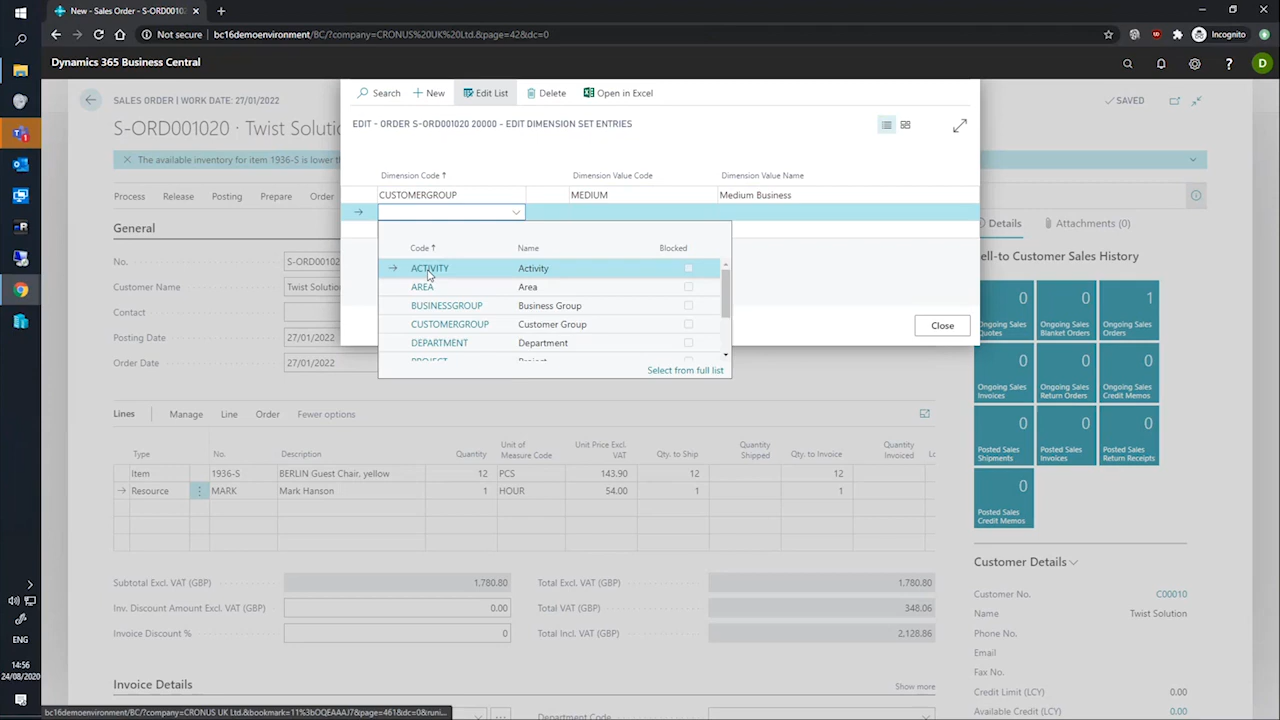 New - Sales Order - S-ORD00102
Not secure
bc16demoenvironment/BC/?company=CRONUS%20UK%20Ltd.&page=42&dc=0
Incognito
Dynamics 365 Business Central
D
SALES ORDER | WORK DATE: 27/01/2022
SAVED
S-ORD001020 · Twist Solutio
The available inventory for item 1936-S is lower th
Process
Release
Posting
Prepare
Order
Search
New
Edit List
Delete
Open in Excel
EDIT - ORDER S-ORD001020 20000 - EDIT DIMENSION SET ENTRIES
Dimension Code ↑
Dimension Value Code
Dimension Value Name
CUSTOMERGROUP
MEDIUM
Medium Business
Code ↑
Name
Blocked
ACTIVITY
Activity
AREA
Area
BUSINESSGROUP
Business Group
CUSTOMERGROUP
Customer Group
DEPARTMENT
Department
PROJECT
Project
Select from full list
Close
General
No.
S-ORD00102
Customer Name
Twist Solution
Contact
Posting Date
27/01/2022
Order Date
27/01/2022
Lines
Manage
Line
Order
Fewer options
Type
No.
Description
Quantity
Unit of
Measure Code
Unit Price Excl.
VAT
Qty. to Ship
Quantity
Shipped
Qty. to Invoice
Quantity
Invoiced
Lo
Item
1936-S
BERLIN Guest Chair, yellow
12
PCS
143.90
12
12
Resource
MARK
Mark Hanson
1
HOUR
54.00
1
1
Subtotal Excl. VAT (GBP)
1,780.80
Total Excl. VAT (GBP)
1,780.80
Inv. Discount Amount Excl. VAT (GBP)
0.00
Total VAT (GBP)
348.06
Invoice Discount %
0
Total Incl. VAT (GBP)
2,128.86
Invoice Details
Show more
Department Code
Details
Attachments (0)
ell-to Customer Sales History
0
Ongoing Sales
Quotes
0
Ongoing Sales
Blanket Orders
1
Ongoing Sales
Orders
0
Ongoing Sales
Invoices
0
Ongoing Sales
Return Orders
0
Ongoing Sales
Credit Memos
0
Posted Sales
Shipments
0
Posted Sales
Invoices
0
Posted Sales
Return Receipts
0
Posted Sales
Credit Memos
Customer Details
Customer No.
C00010
Name
Twist Solution
Phone No.
Email
Fax No.
Credit Limit (LCY)
0.00
Available Credit (LCY)
0.00
ENG
14:56
24/08/2020